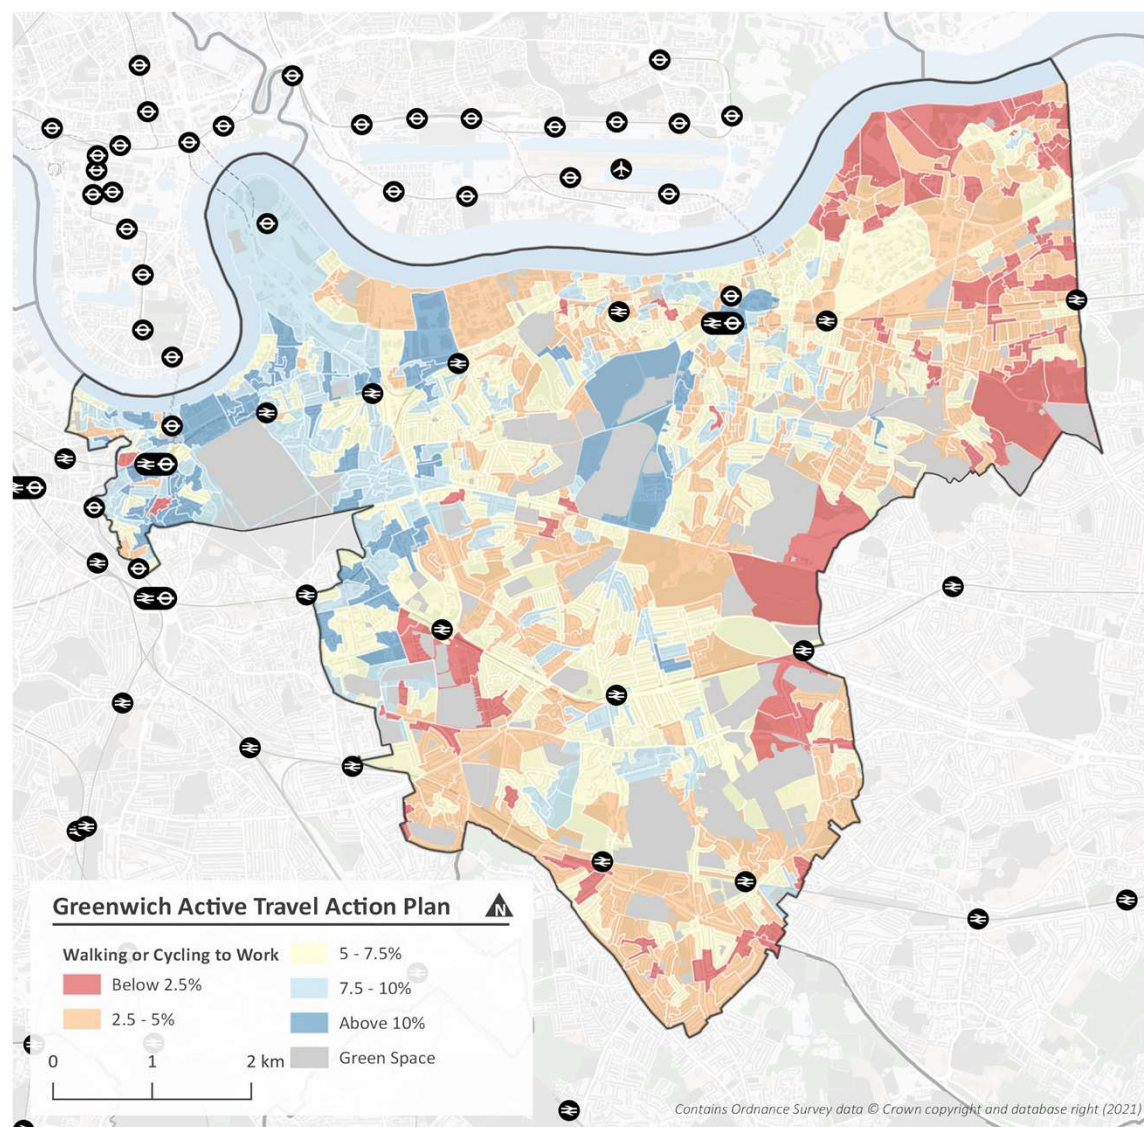 Greenwich Active Travel Action Plan
N
Walking or Cycling to Work
Below 2.5%
2.5 - 5%
5 - 7.5%
7.5 - 10%
Above 10%
Green Space
0 1 2 km
Contains Ordnance Survey data © Crown copyright and database right (2021)